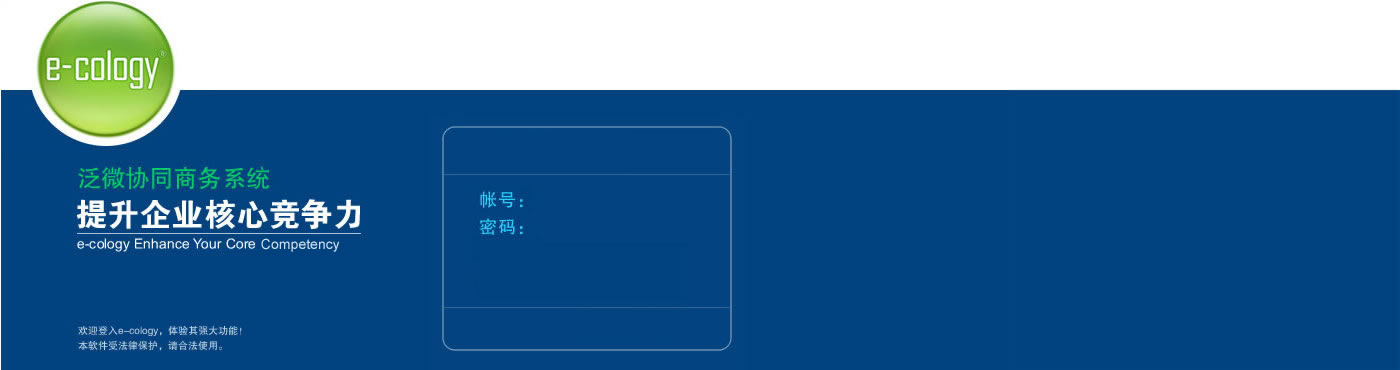 e-cology®
泛微协同商务系统
提升企业核心竞争力
e-cology Enhance Your Core Competency
帐号：
密码：
欢迎登入e-cology，体验其强大功能！
本软件受法律保护，请合法使用。